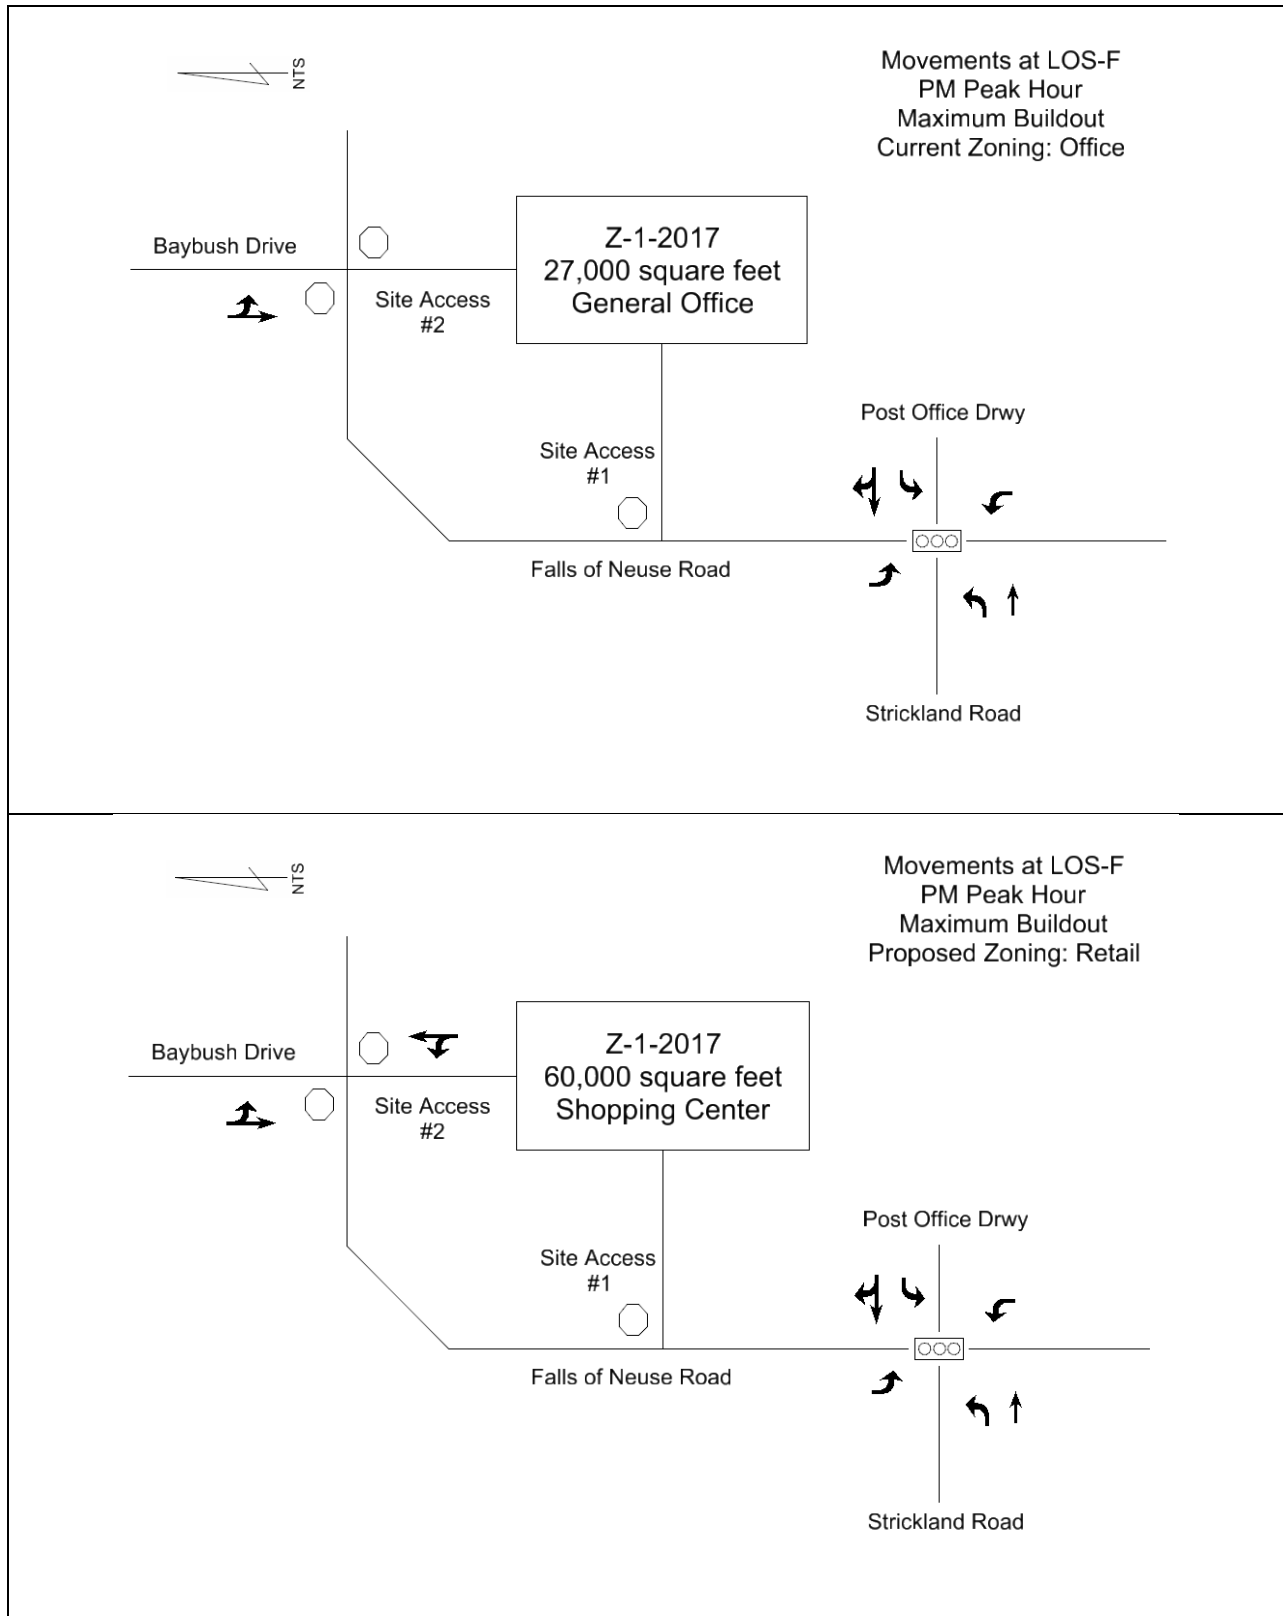 NTS
Movements at LOS-F
PM Peak Hour
Maximum Buildout
Current Zoning: Office
Baybush Drive
Site Access
#2
Z-1-2017
27,000 square feet
General Office
Site Access
#1
Post Office Drwy
Falls of Neuse Road
Strickland Road
NTS
Movements at LOS-F
PM Peak Hour
Maximum Buildout
Proposed Zoning: Retail
Baybush Drive
Site Access
#2
Z-1-2017
60,000 square feet
Shopping Center
Site Access
#1
Post Office Drwy
Falls of Neuse Road
Strickland Road